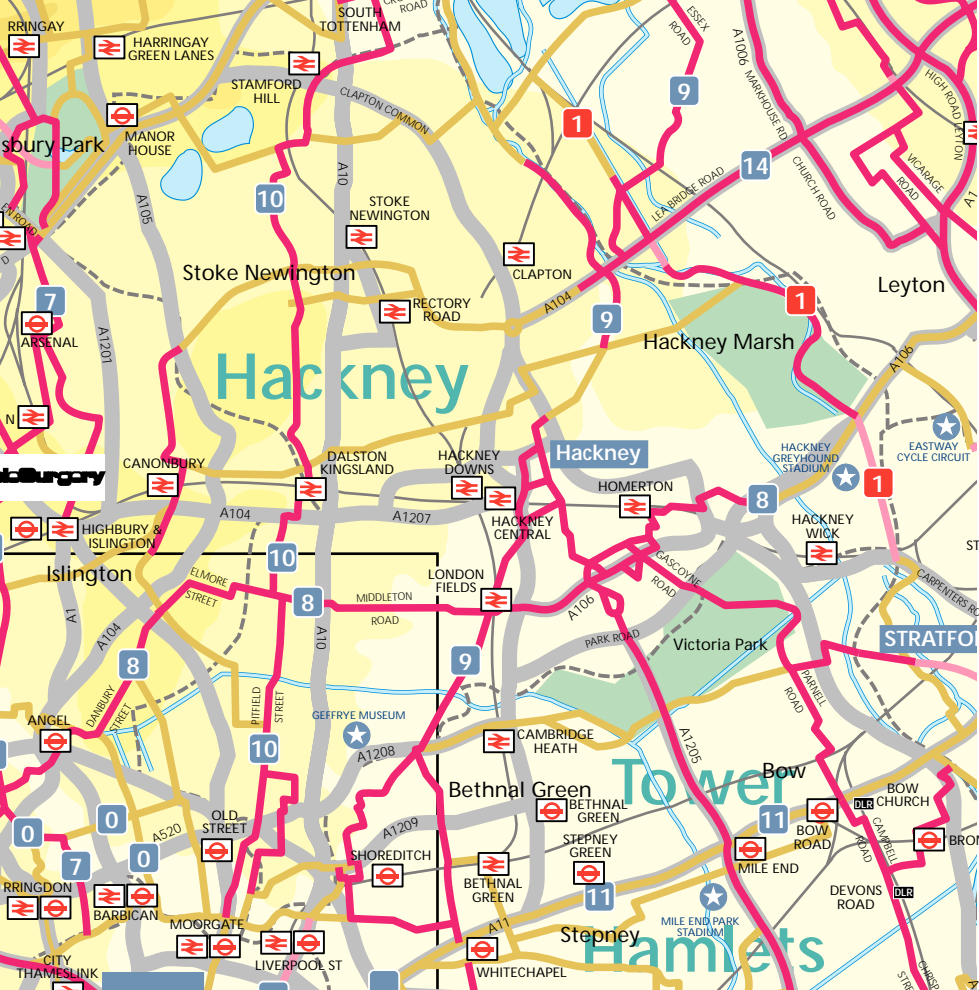 RRINGAY
HARRINGAY
GREEN LANES
SOUTH
TOTTENHAM
ROAD
STAMFORD
HILL
CLAPTON COMMON
ESSEX
ROAD
A1006
MARKHOUSE RD
HIGH ROAD LEYTON
9
1
14
MANOR
HOUSE
sbury Park
A10
A105
10
STOKE
NEWINGTON
LEA BRIDGE ROAD
CHURCH ROAD
VICARAGE
ROAD
A1
EN ROAD
D
Stoke Newington
CLAPTON
A104
Leyton
7
ARSENAL
A1201
RECTORY
ROAD
9
1
Hackney Marsh
A106
Hackney
N
CANONBURY
DALSTON
KINGSLAND
HACKNEY
DOWNS
Hackney
HOMERTON
HACKNEY
GREYHOUND
STADIUM
EASTWAY
CYCLE CIRCUIT
1
8
HIGHBURY &
ISLINGTON
A104
A1207
HACKNEY
CENTRAL
HACKNEY
WICK
ST
Islington
10
ELMORE
STREET
8
MIDDLETON
ROAD
LONDON
FIELDS
A106
GASCOYNE
ROAD
CARPENTERS RO
A1
A104
A10
PARK ROAD
Victoria Park
STRATFO
8
9
DANBURY
STREET
PITFIELD
STREET
PARNELL
ROAD
ANGEL
GEFFRYE MUSEUM
10
A1208
CAMBRIDGE
HEATH
A1205
Tower
Bow
Bethnal Green
BETHNAL
GREEN
DLR
BOW
CHURCH
0
0
A520
OLD
STREET
A1209
11
BOW
ROAD
CAMPBELL
ROAD
BRO
0
7
SHOREDITCH
STEPNEY
GREEN
MILE END
BETHNAL
GREEN
11
DEVONS
ROAD
DLR
RRINGDON
BARBICAN
MOORGATE
LIVERPOOL ST
A11
MILE END PARK
STADIUM
Stepney
Hamlets
CITY
THAMESLINK
WHITECHAPEL